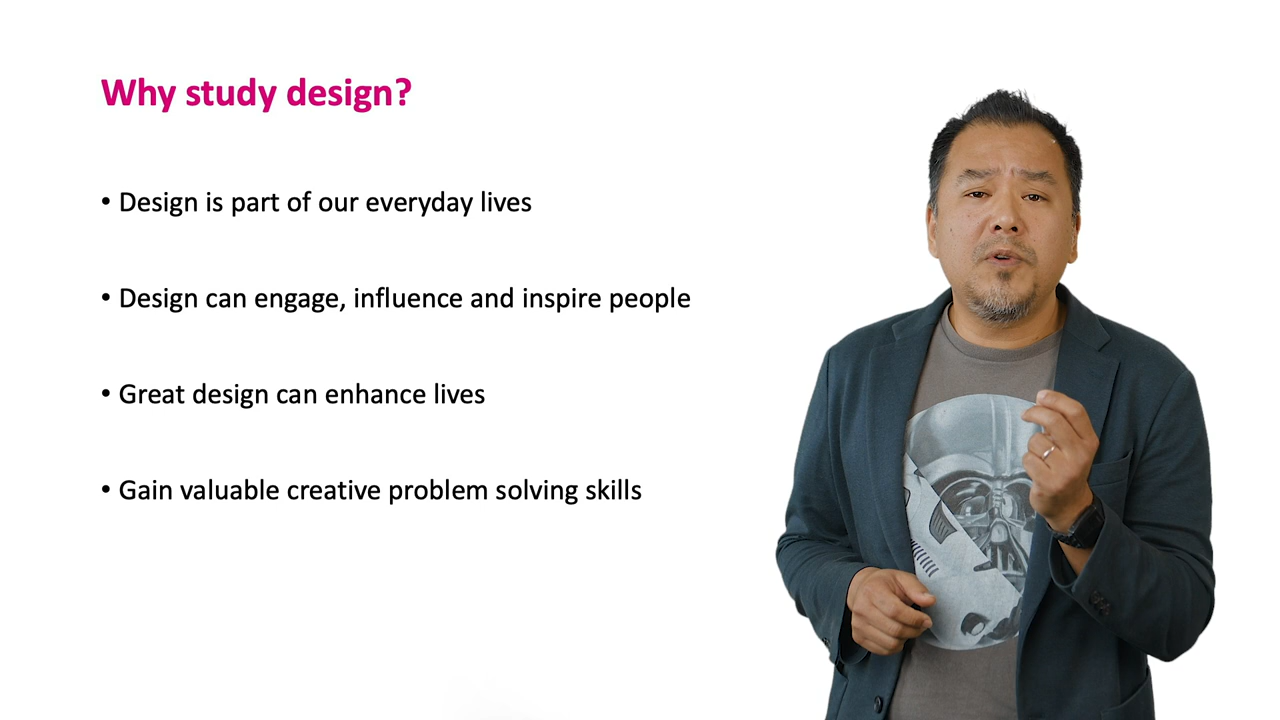 Why study design?
• Design is part of our everyday lives
• Design can engage, influence and inspire people
• Great design can enhance lives
• Gain valuable creative problem solving skills